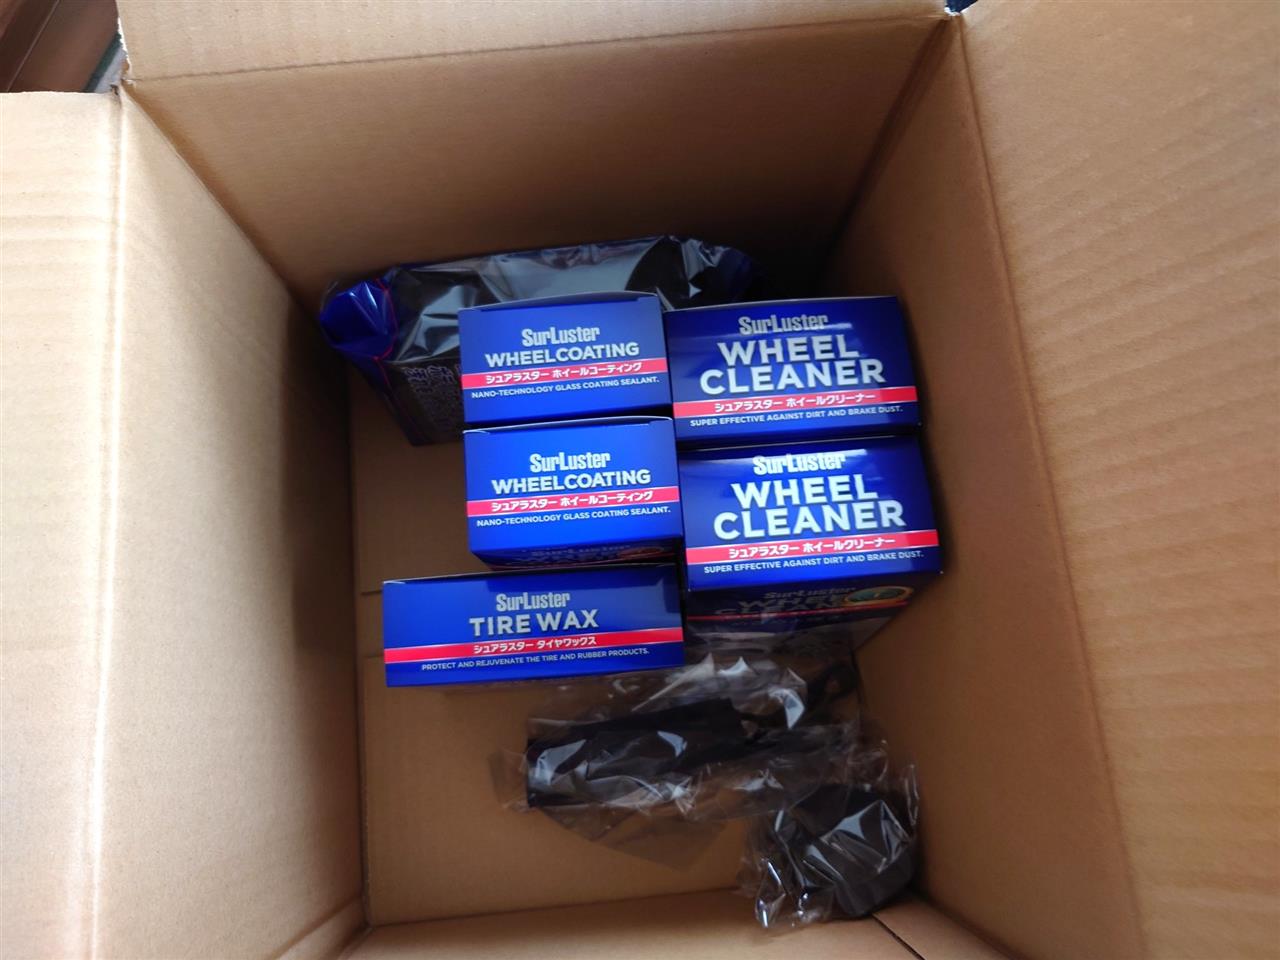 SurLuster
WHEEL COATING
シュアラスター ホイールコーティング
NANO-TECHNOLOGY GLASS COATING SEALANT.
SurLuster
WHEEL CLEANER
シュアラスター ホイールクリーナー
SUPER EFFECTIVE AGAINST DIRT AND BRAKE DUST.
SurLuster
WHEEL COATING
シュアラスター ホイールコーティング
NANO-TECHNOLOGY GLASS COATING SEALANT.
SurLuster
SurLuster
WHEEL
CLEANER
シュアラスター ホイールクリーナー
SUPER EFFECTIVE AGAINST DIRT AND BRAKE DUST.
SurLuster
SurLuster
TIRE WAX
シュアラスター タイヤワックス
PROTECT AND REJUVENATE THE TIRE AND RUBBER PRODUCTS.